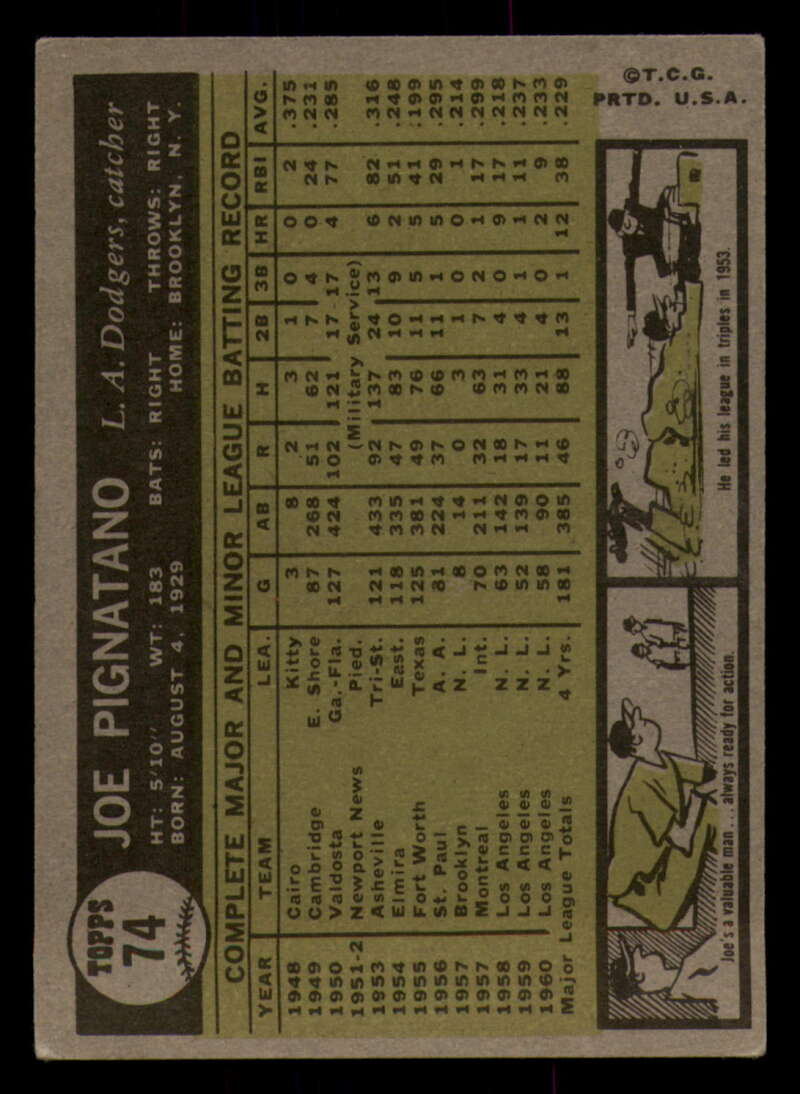 TOPPS
74
JOE PIGNATANO L.A. Dodgers, catcher
HT: 5'10" WT: 183 BATS: RIGHT THROWS: RIGHT
BORN: AUGUST 4, 1929 HOME: BROOKLYN, N. Y.
COMPLETE MAJOR AND MINOR LEAGUE BATTING RECORD
YEAR TEAM LEA. G AB R H 2B 3B HR RBI AVG.
1948 Cairo Kitty 3 8 2 3 1 0 0 2 .375
1949 Cambridge E. Shore 87 268 51 62 7 4 0 24 .231
1950 Valdosta Ga.-Fla. 127 424 102 121 17 17 4 77 .285
1951-2 Newport News Pied. (Military Service)
1953 Asheville Tri-St. 121 433 92 137 24 13 6 82 .316
1954 Elmira East. 118 335 47 83 10 9 2 51 .248
1955 Fort Worth Texas 125 381 49 76 11 5 5 41 .199
1956 St. Paul A. A. 81 224 37 66 11 1 5 29 .295
1957 Brooklyn N. L. 8 14 0 3 1 0 0 1 .214
1957 Montreal Int. 70 211 32 63 7 2 1 17 .299
1958 Los Angeles N. L. 63 142 18 31 4 0 9 17 .218
1959 Los Angeles N. L. 52 139 17 33 4 1 1 11 .237
1960 Los Angeles N. L. 58 90 11 21 4 0 2 9 .233
Major League Totals 4 Yrs. 181 385 46 88 13 1 12 38 .229
Joe's a valuable man... always ready for action.
He led his league in triples in 1953.
©T.C.G.
PRTD. U.S.A.